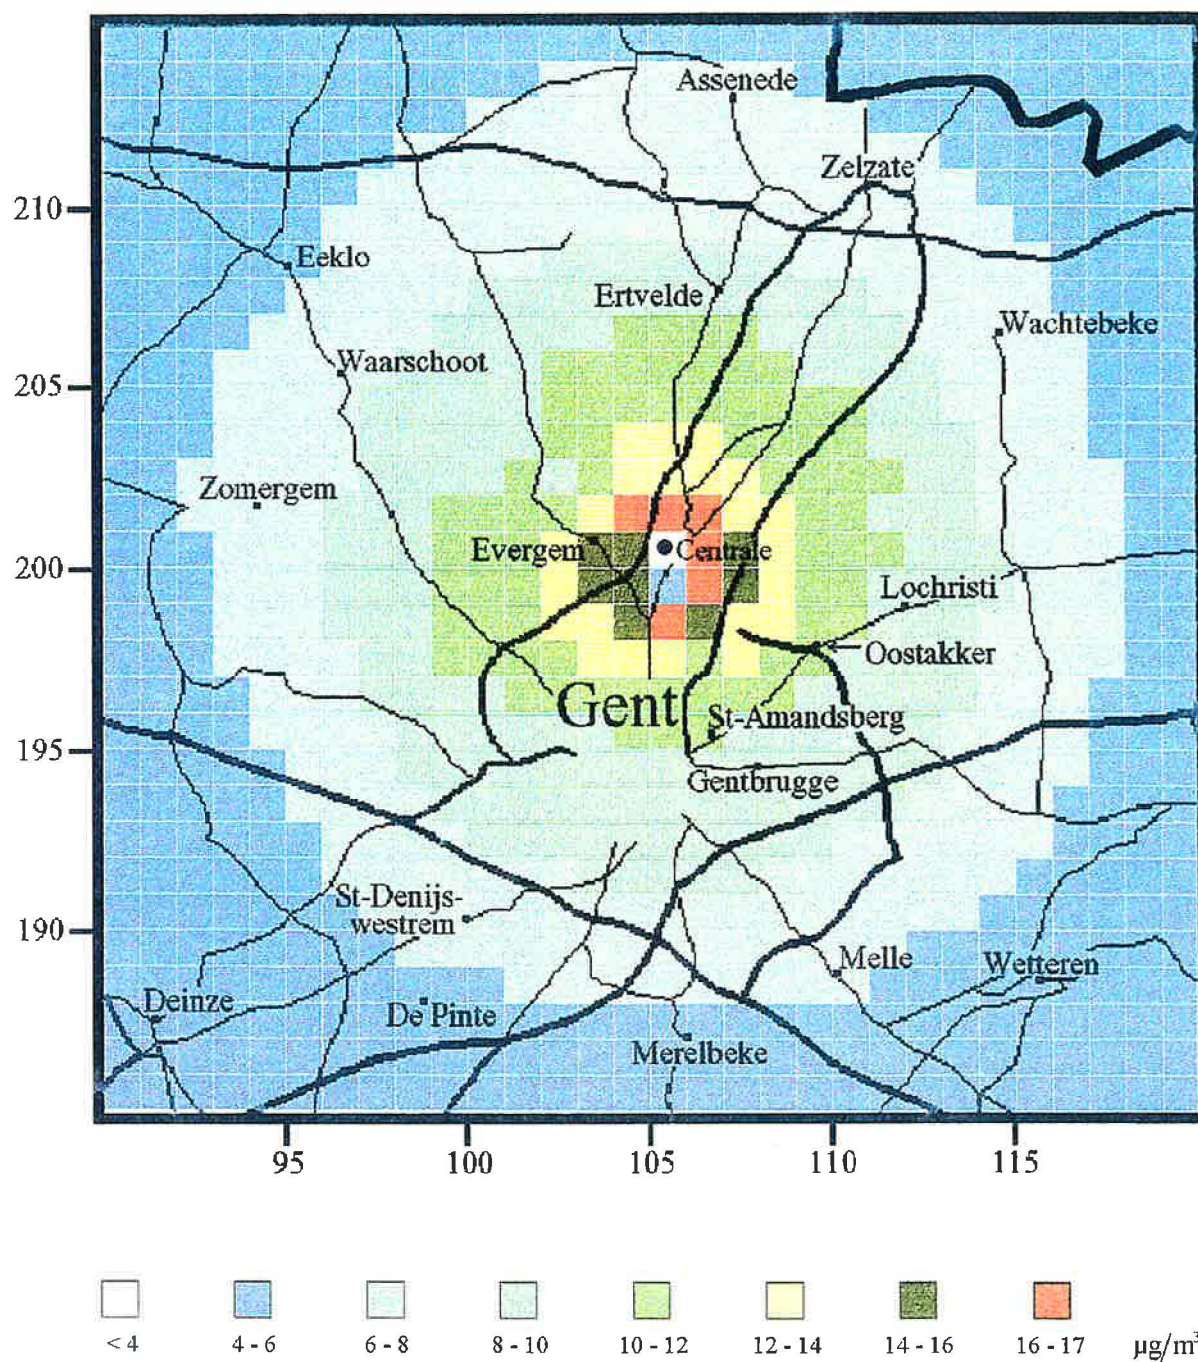 Assenede
Zelzate
210
Eeklo
Ertvelde
Wachtebeke
Waarschoot
205
Zomergem
Evergem
Centrale
200
Lochristi
Oostakker
Gent
St-Amandsberg
195
Gentbrugge
St-Denijs-
westrem
190
Melle
Wetteren
Deinze
De Pinte
Merelbeke
95 100 105 110 115
< 4 4 - 6 6 - 8 8 - 10 10 - 12 12 - 14 14 - 16 16 - 17 µg/m³